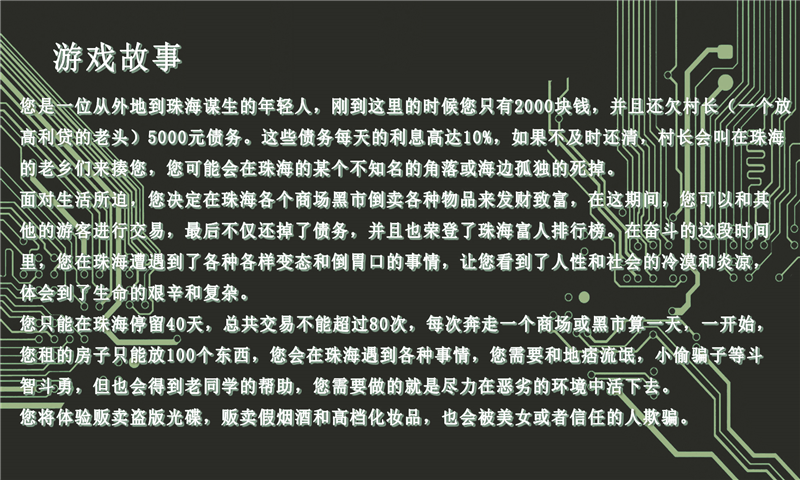 游戏故事
您是一位从外地到珠海谋生的年轻人，刚到这里的时候您只有2000块钱，并且还欠村长（一个放
高利贷的老头）5000元债务。这些债务每天的利息高达10%，如果不及时还清，村长会叫在珠海
的老乡们来揍您，您可能会在珠海的某个不知名的角落或海边孤独的死掉。
面对生活所迫，您决定在珠海各个商场黑市倒卖各种物品来发财致富，在这期间，您可以和其
他的游客进行交易，最后不仅还掉了债务，并且也荣登了珠海富人排行榜。在奋斗的这段时间
里，您在珠海遭遇到了各种各样变态和倒胃口的事情，让您看到了人性和社会的冷漠和炎凉，
体会到了生命的艰辛和复杂。
您只能在珠海停留40天，总共交易不能超过80次，每次奔走一个商场或黑市算一天，一开始，
您租的房子只能放100个东西，您会在珠海遇到各种事情，您需要和地痞流氓，小偷骗子等斗
智斗勇，但也会得到老同学的帮助，您需要做的就是尽力在恶劣的环境中活下去。
您将体验贩卖盗版光碟，贩卖假烟酒和高档化妆品，也会被美女或者信任的人欺骗。